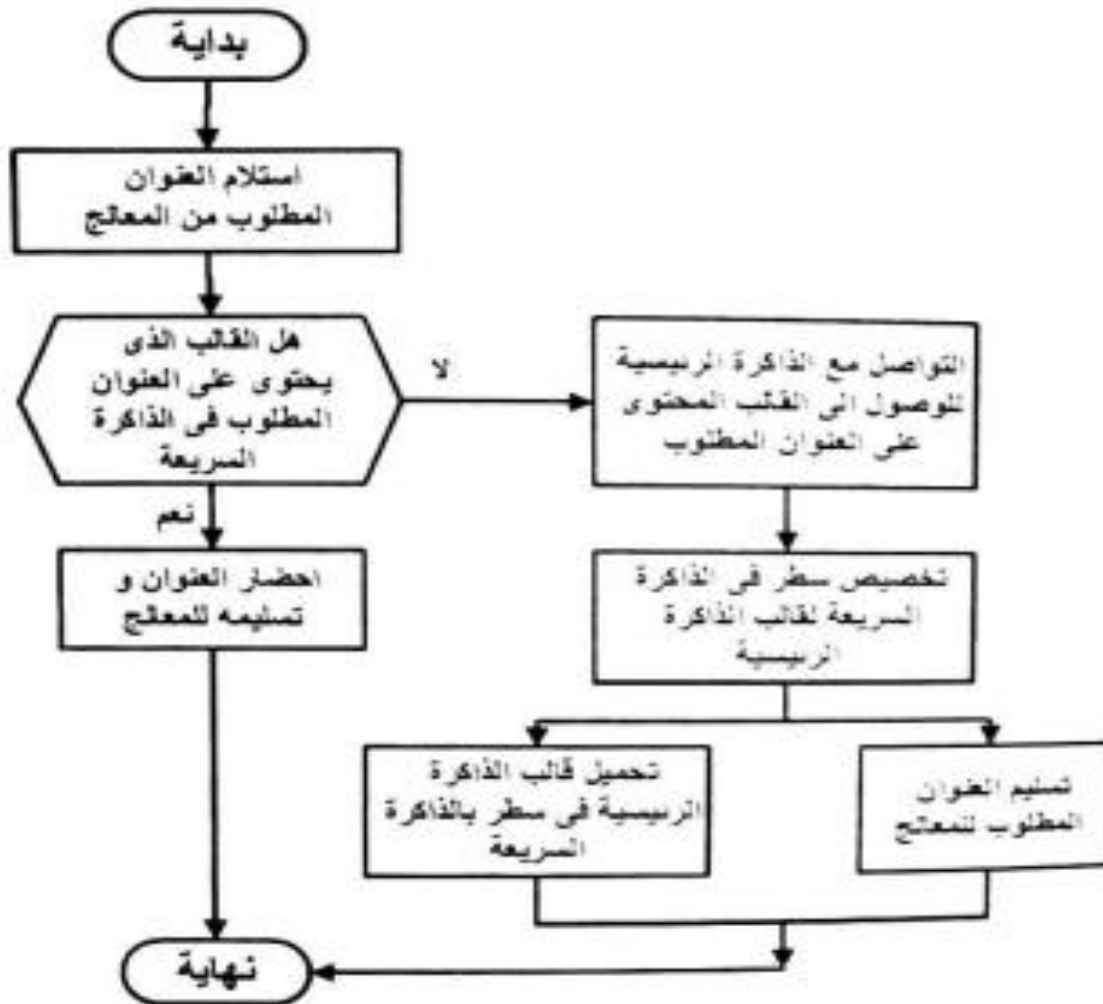 بداية
استلام العنوان
المطلوب من المعالج
هل القالب الذى
يحتوى على العنوان
المطلوب فى الذاكرة
السريعة
لا
التواصل مع الذاكرة الرئيسية
للوصول الى القالب المحتوى
على العنوان المطلوب
نعم
احضار العنوان و
تسليمه للمعالج
تخصيص سطر فى الذاكرة
السريعة لقالب الذاكرة
الرئيسية
تحميل قالب الذاكرة
الرئيسية فى سطر بالذاكرة
السريعة
تسليم العنوان
المطلوب للمعالج
نهاية